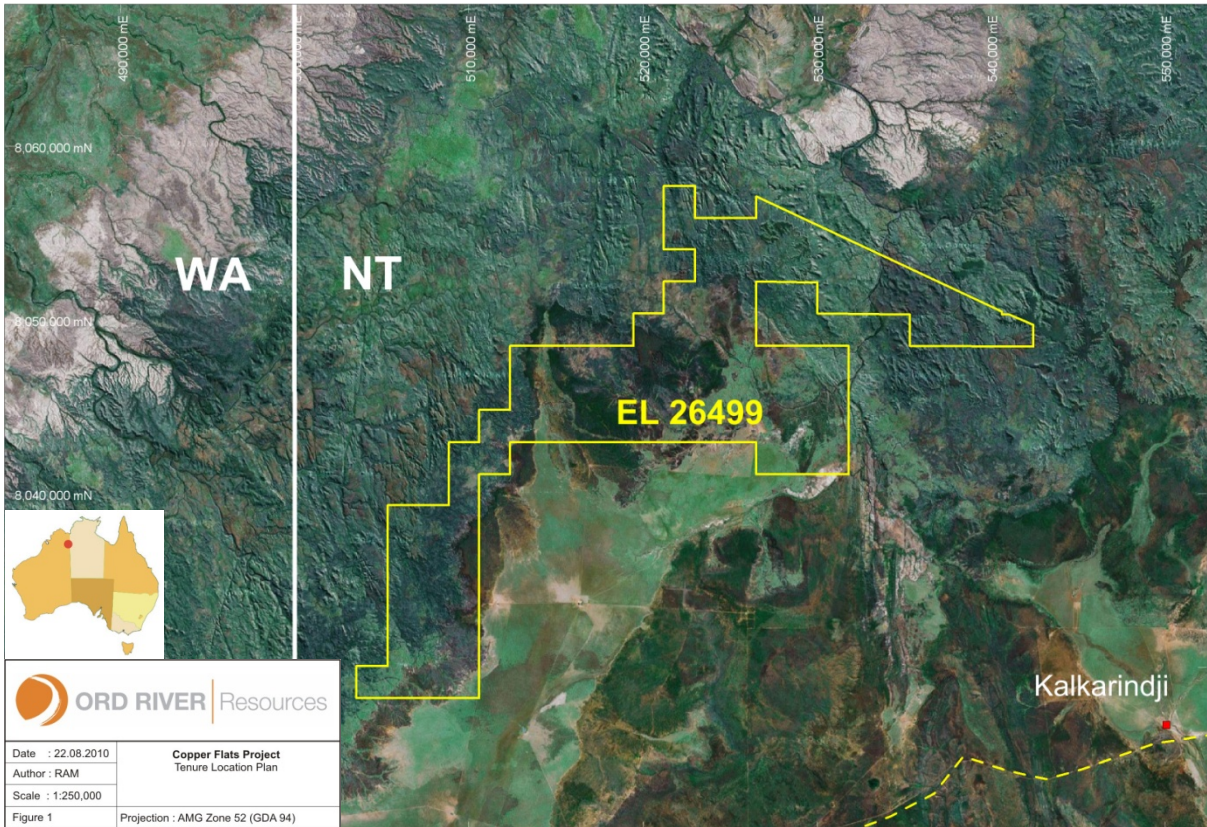 490,000 mE
510,000 mE
520,000 mE
530,000 mE
540,000 mE
550,000 mE
8,060,000 mN
WA
NT
8,050,000 mN
EL 26499
8,040,000 mN
Kalkarindji
ORD RIVER Resources
Date : 22.08.2010
Author : RAM
Scale : 1:250,000
Figure 1
Copper Flats Project
Tenure Location Plan
Projection : AMG Zone 52 (GDA 94)